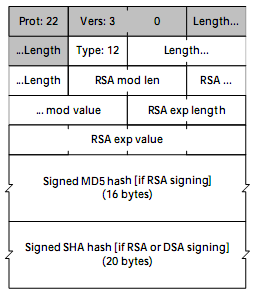 Prot: 22 Vers: 3 0 Length...
...Length Type: 12 Length...
...Length RSA mod len RSA ...
... mod value RSA exp length
RSA exp value
Signed MD5 hash [if RSA signing]
(16 bytes)
Signed SHA hash [if RSA or DSA signing]
(20 bytes)